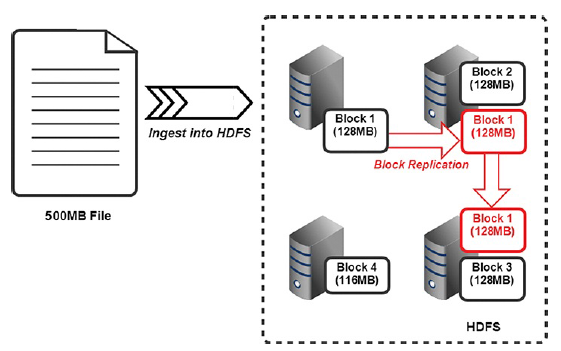 500MB File
Ingest into HDFS
Block 1
(128MB)
Block 2
(128MB)
Block 1
(128MB)
Block Replication
Block 1
(128MB)
Block 4
(116MB)
Block 3
(128MB)
HDFS